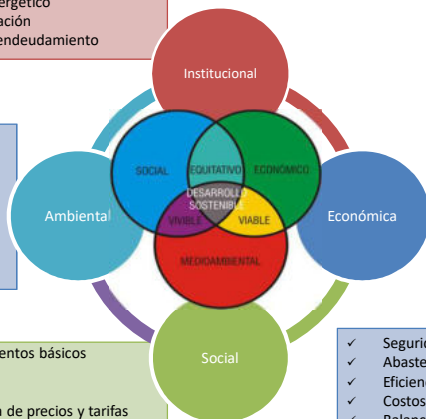 ergético
ación
endeudamiento
Institucional
SOCIAL
EQUITATIVO
ECONÓMICO
DESARROLLO
SOSTENIBLE
VIVIBLE
VIABLE
MEDIOAMBIENTAL
Ambiental
Económica
Social
entos básicos
de precios y tarifas
✓ Seguri
✓ Abaste
✓ Eficien
✓ Costos